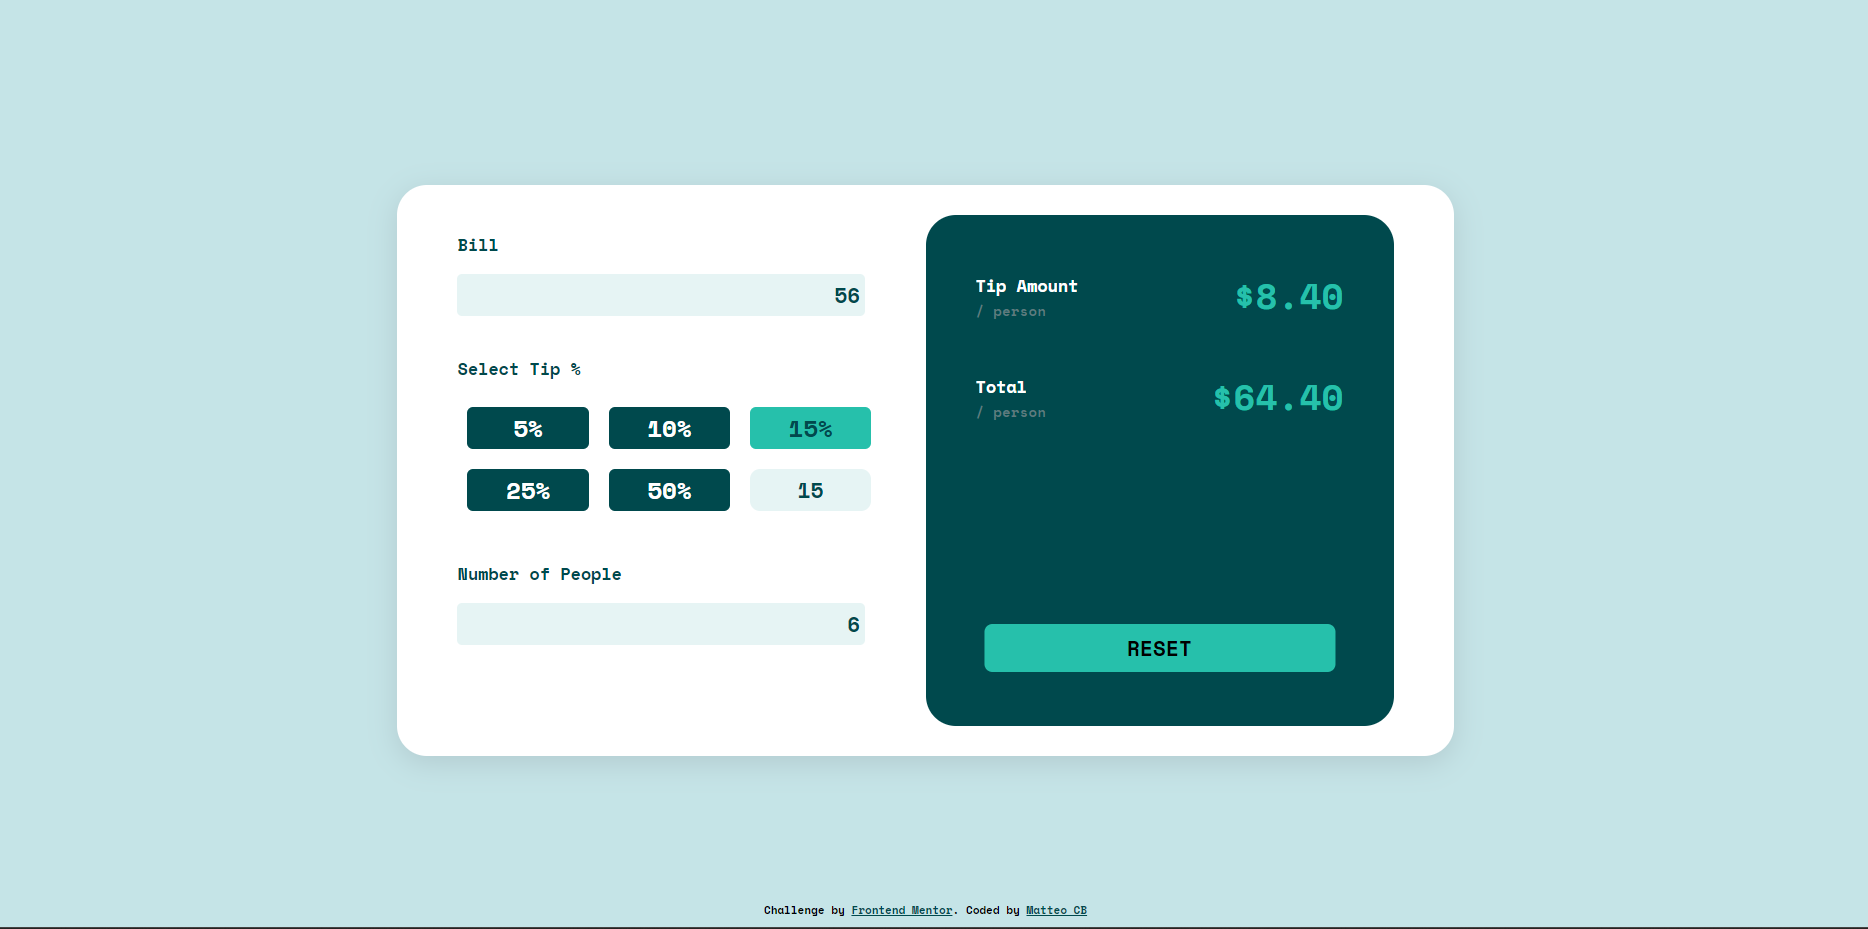 Bill
56
Select Tip %
5% 10% 15%
25% 50% 15
Number of People
6
Tip Amount
/ person
$8.40
Total
/ person
$64.40
RESET
Challenge by Frontend Mentor. Coded by Matteo CB